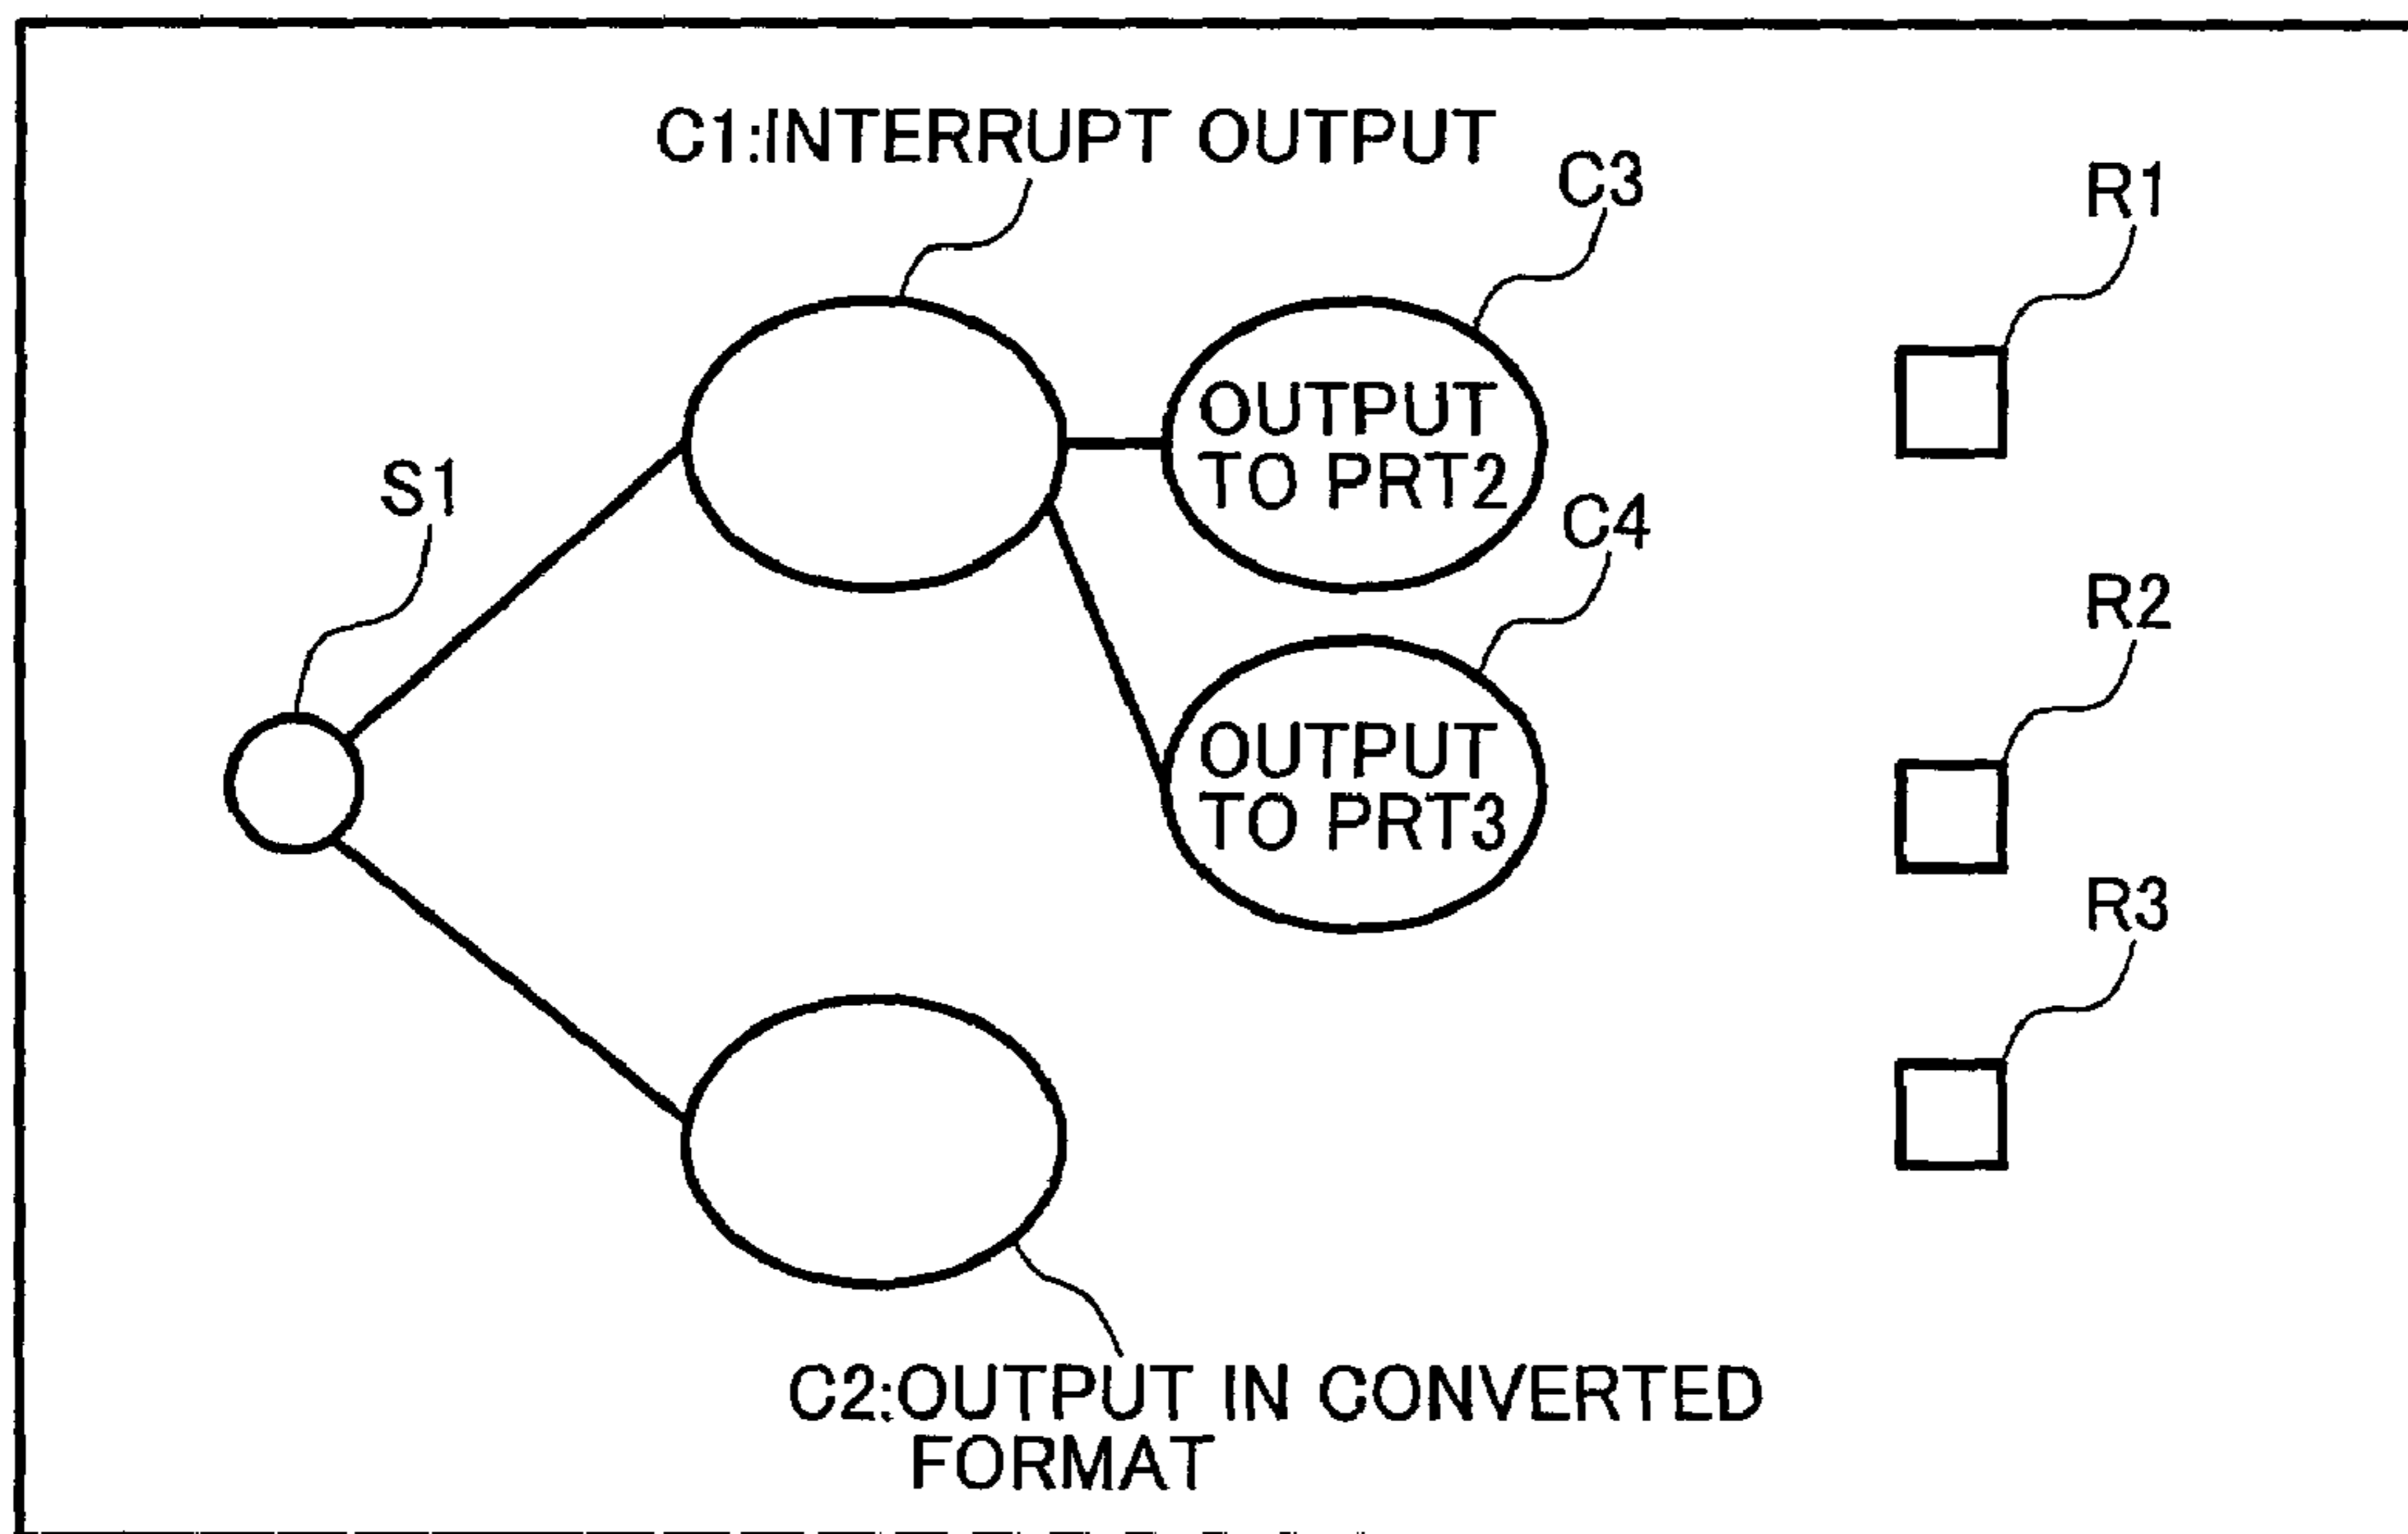 C1:INTERRUPT OUTPUT
C3
R1
OUTPUT
TO PRT2
S1
C4
R2
OUTPUT
TO PRT3
R3
C2:OUTPUT IN CONVERTED
FORMAT